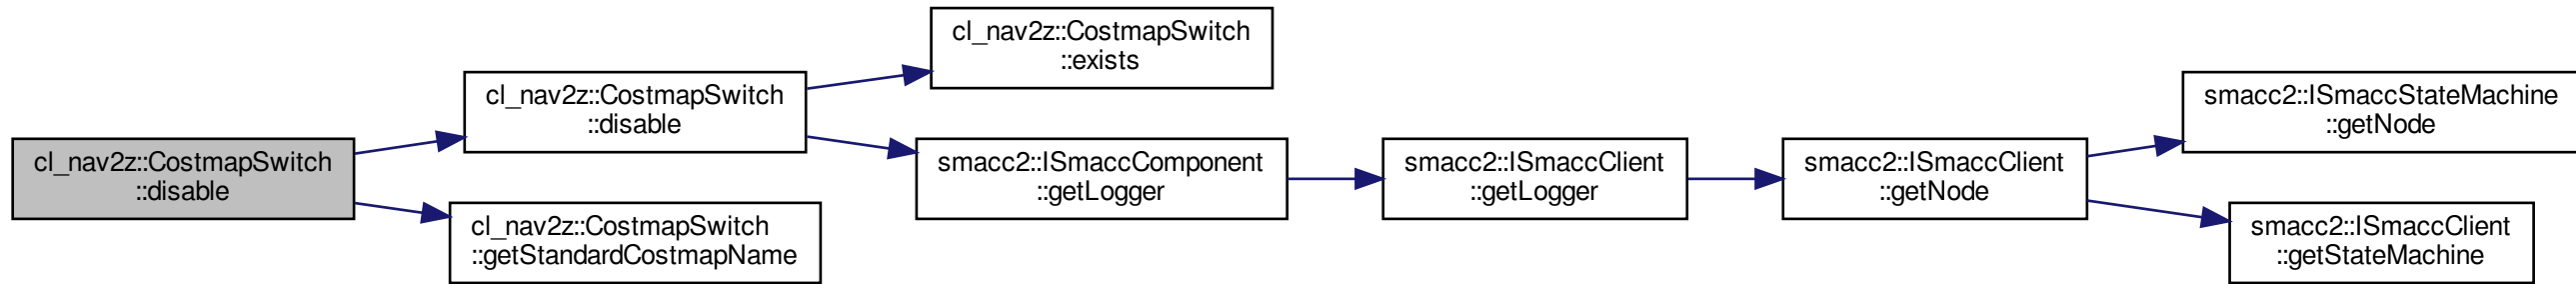 cl_nav2z::CostmapSwitch
::disable
cl_nav2z::CostmapSwitch
::disable
cl_nav2z::CostmapSwitch
::getStandardCostmapName
cl_nav2z::CostmapSwitch
::exists
smacc2::ISmaccComponent
::getLogger
smacc2::ISmaccClient
::getLogger
smacc2::ISmaccClient
::getNode
smacc2::ISmaccStateMachine
::getNode
smacc2::ISmaccClient
::getStateMachine